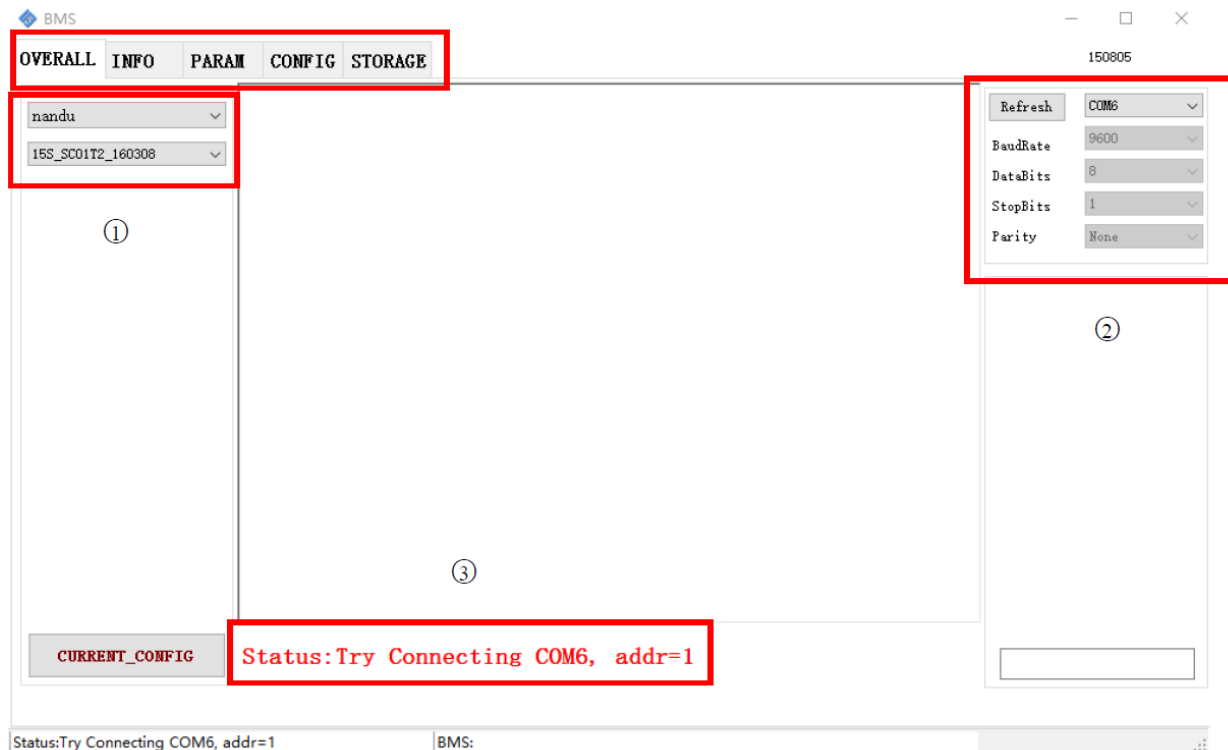 BMS
OVERALL INFO PARAM CONFIG STORAGE
150805
nandu
15S_SC01T2_160308
①
Refresh COM6
BaudRate 9600
DataBits 8
StopBits 1
Parity None
②
③
CURRENT_CONFIG
Status:Try Connecting COM6, addr=1
Status:Try Connecting COM6, addr=1
BMS: